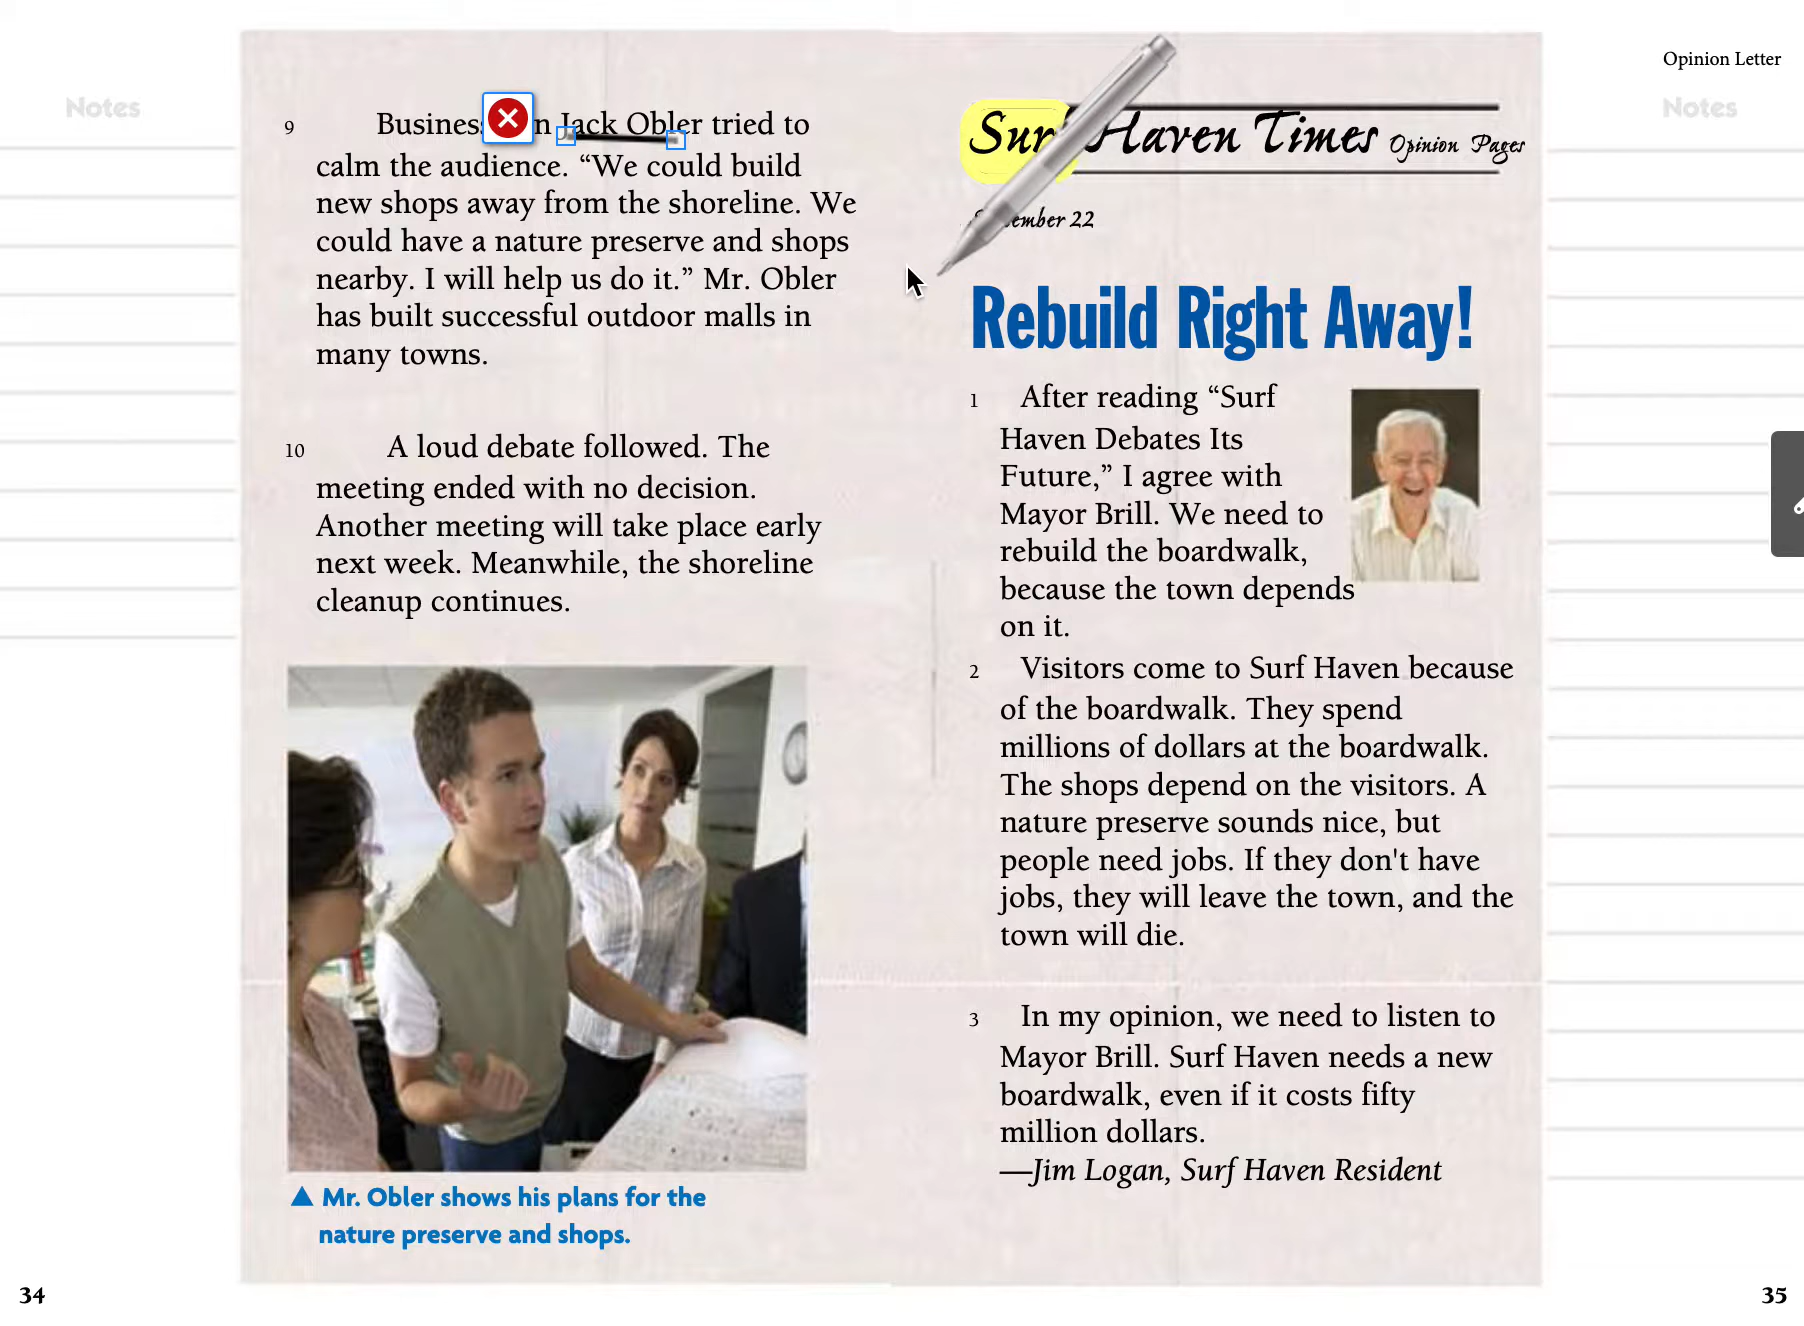 Notes
9 Jack Obler tried to
calm the audience. “We could build
new shops away from the shoreline. We
could have a nature preserve and shops
nearby. I will help us do it.” Mr. Obler
has built successful outdoor malls in
many towns.
10 A loud debate followed. The
meeting ended with no decision.
Another meeting will take place early
next week. Meanwhile, the shoreline
cleanup continues.
▲ Mr. Obler shows his plans for the
nature preserve and shops.
34
Opinion Letter
Notes
Surf Haven Times Opinion Pages
22
Rebuild Right Away!
1 After reading “Surf
Haven Debates Its
Future,” I agree with
Mayor Brill. We need to
rebuild the boardwalk,
because the town depends
on it.
2 Visitors come to Surf Haven because
of the boardwalk. They spend
millions of dollars at the boardwalk.
The shops depend on the visitors. A
nature preserve sounds nice, but
people need jobs. If they don't have
jobs, they will leave the town, and the
town will die.
3 In my opinion, we need to listen to
Mayor Brill. Surf Haven needs a new
boardwalk, even if it costs fifty
million dollars.
—Jim Logan, Surf Haven Resident
35